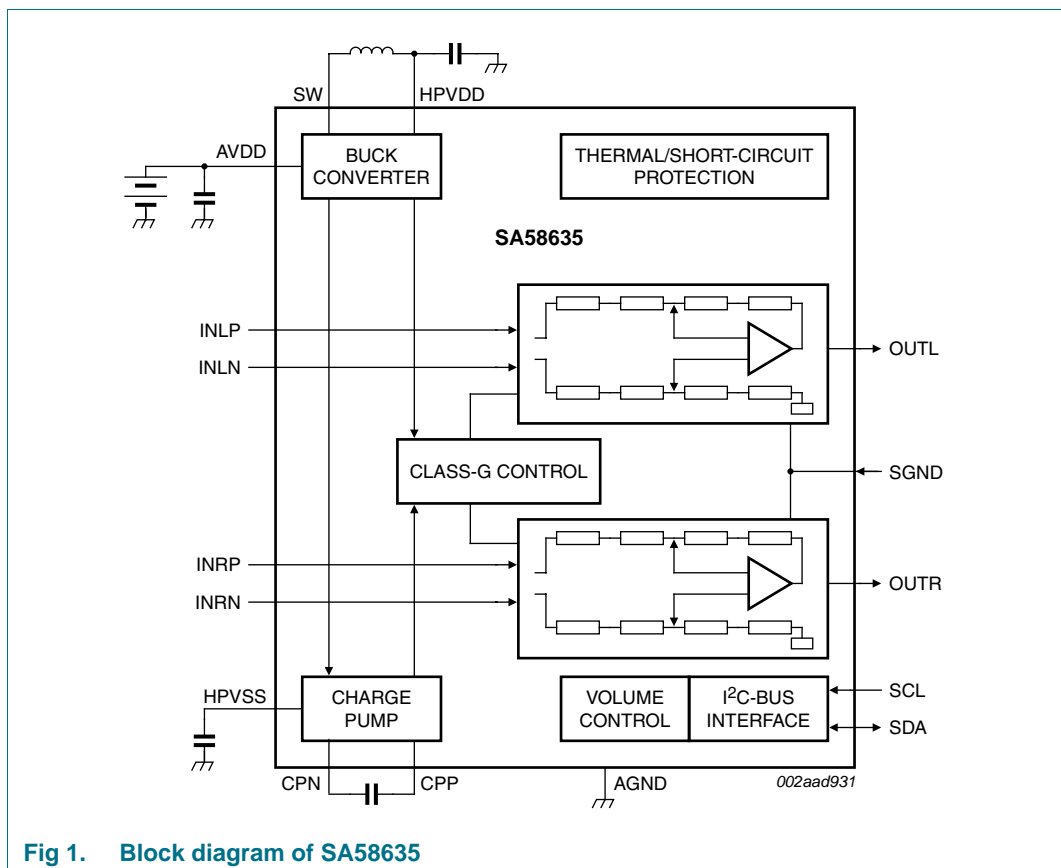 SW
HPVDD
AVDD
BUCK
CONVERTER
THERMAL/SHORT-CIRCUIT
PROTECTION
SA58635
INLP
INLN
OUTL
CLASS-G CONTROL
SGND
INRP
INRN
OUTR
HPVSS
CHARGE
PUMP
VOLUME
CONTROL
I²C-BUS
INTERFACE
SCL
SDA
CPN
CPP
AGND
002aad931
Fig 1. Block diagram of SA58635